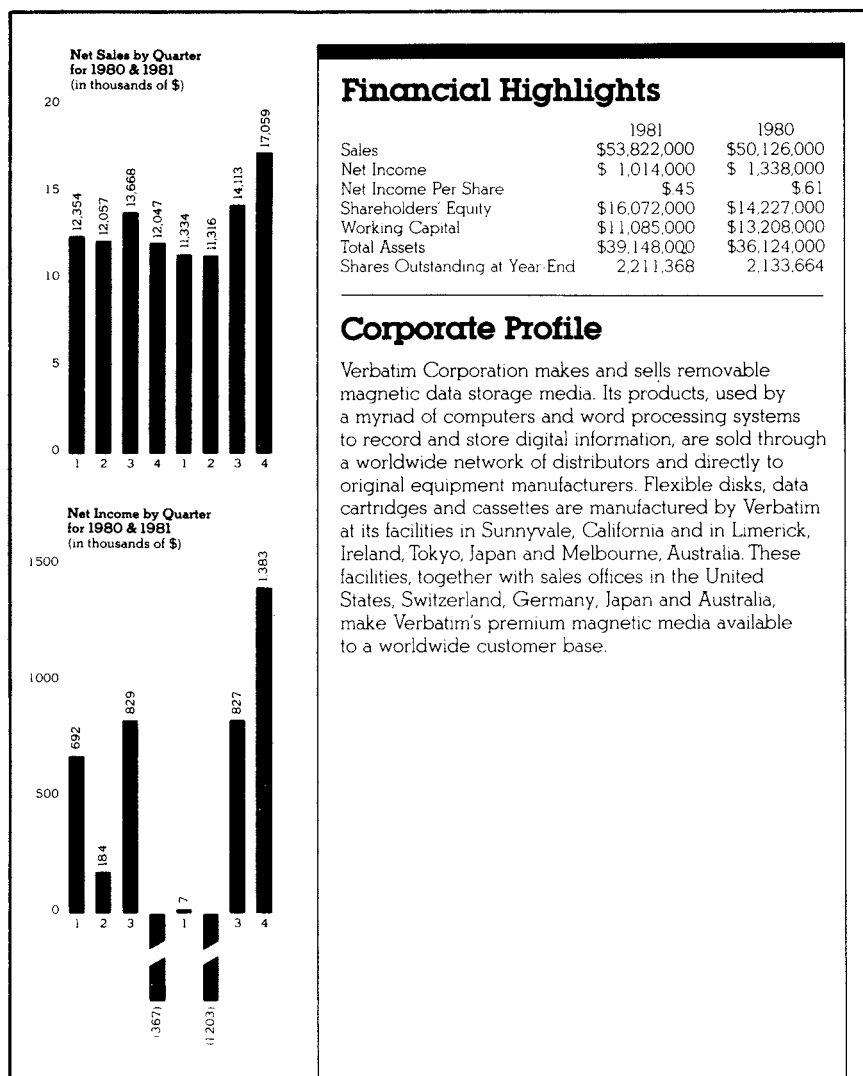 Net Sales by Quarter
for 1980 & 1981
(in thousands of $)
20
15
10
5
0
12,354
12,057
13,668
12,047
11,334
11,316
14,113
17,059
1 2 3 4 1 2 3 4
Net Income by Quarter
for 1980 & 1981
(in thousands of $)
1500
1000
500
0
692
184
829
(367)
7
(1203)
827
1,383
1 2 3 1 3 4
Financial Highlights
1981 1980
Sales $53,822,000 $50,126,000
Net Income $ 1,014,000 $ 1,338,000
Net Income Per Share $.45 $.61
Shareholders' Equity $16,072,000 $14,227,000
Working Capital $11,085,000 $13,208,000
Total Assets $39,148,000 $36,124,000
Shares Outstanding at Year-End 2,211,368 2,133,664
Corporate Profile
Verbatim Corporation makes and sells removable
magnetic data storage media. Its products, used by
a myriad of computers and word processing systems
to record and store digital information, are sold through
a worldwide network of distributors and directly to
original equipment manufacturers. Flexible disks, data
cartridges and cassettes are manufactured by Verbatim
at its facilities in Sunnyvale, California and in Limerick,
Ireland, Tokyo, Japan and Melbourne, Australia. These
facilities, together with sales offices in the United
States, Switzerland, Germany, Japan and Australia,
make Verbatim's premium magnetic media available
to a worldwide customer base.